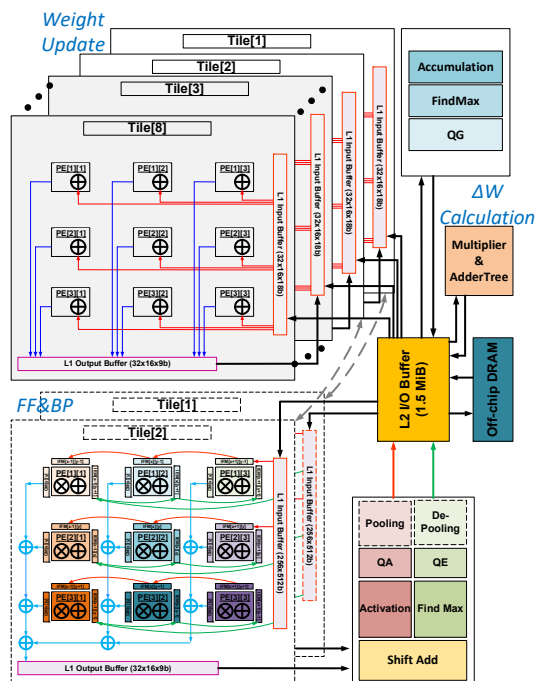 Weight
Update
Tile[1]
Tile[2]
Tile[3]
Tile[8]
PE[1][1]
PE[1][2]
PE[1][3]
PE[2][1]
PE[2][2]
PE[2][3]
PE[3][1]
PE[3][2]
PE[3][3]
L1 Input Buffer (32x16x18b)
L1 Input Buffer (32x16x18b)
L1 Input Buffer (32x16x18b)
L1 Input Buffer (32x16x18b)
L1 Output Buffer (32x16x9b)
Accumulation
FindMax
QG
ΔW
Calculation
Multiplier
&
AdderTree
L2 I/O Buffer
(1.5 MiB)
Off-chip DRAM
FF&BP
Tile[1]
Tile[2]
PE[1][1]
PE[1][2]
PE[1][3]
PE[2][1]
PE[2][2]
PE[2][3]
PE[3][1]
PE[3][2]
PE[3][3]
L1 Input Buffer (256x512b)
L1 Input Buffer (256x512b)
L1 Output Buffer (32x16x9b)
Pooling
De-
Pooling
QA
QE
Activation
Find Max
Shift Add